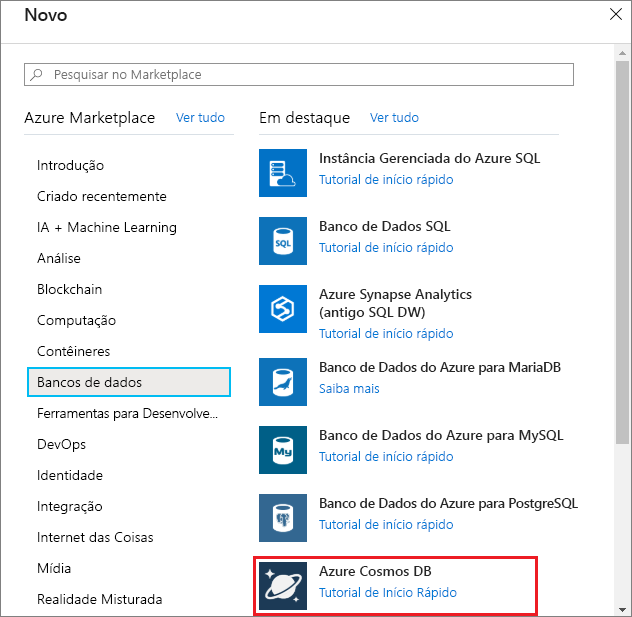 Novo
Pesquisar no Marketplace
Azure Marketplace
Ver tudo
Introdução
Criado recentemente
IA + Machine Learning
Análise
Blockchain
Computação
Contêineres
Bancos de dados
Ferramentas para Desenvolve...
DevOps
Identidade
Integração
Internet das Coisas
Mídia
Realidade Misturada
Em destaque
Ver tudo
Instância Gerenciada do Azure SQL
Tutorial de início rápido
SQL
Banco de Dados SQL
Tutorial de início rápido
Azure Synapse Analytics
(antigo SQL DW)
Tutorial de início rápido
Banco de Dados do Azure para MariaDB
Saiba mais
My
Banco de Dados do Azure para MySQL
Tutorial de início rápido
Banco de Dados do Azure para PostgreSQL
Tutorial de início rápido
Azure Cosmos DB
Tutorial de Início Rápido